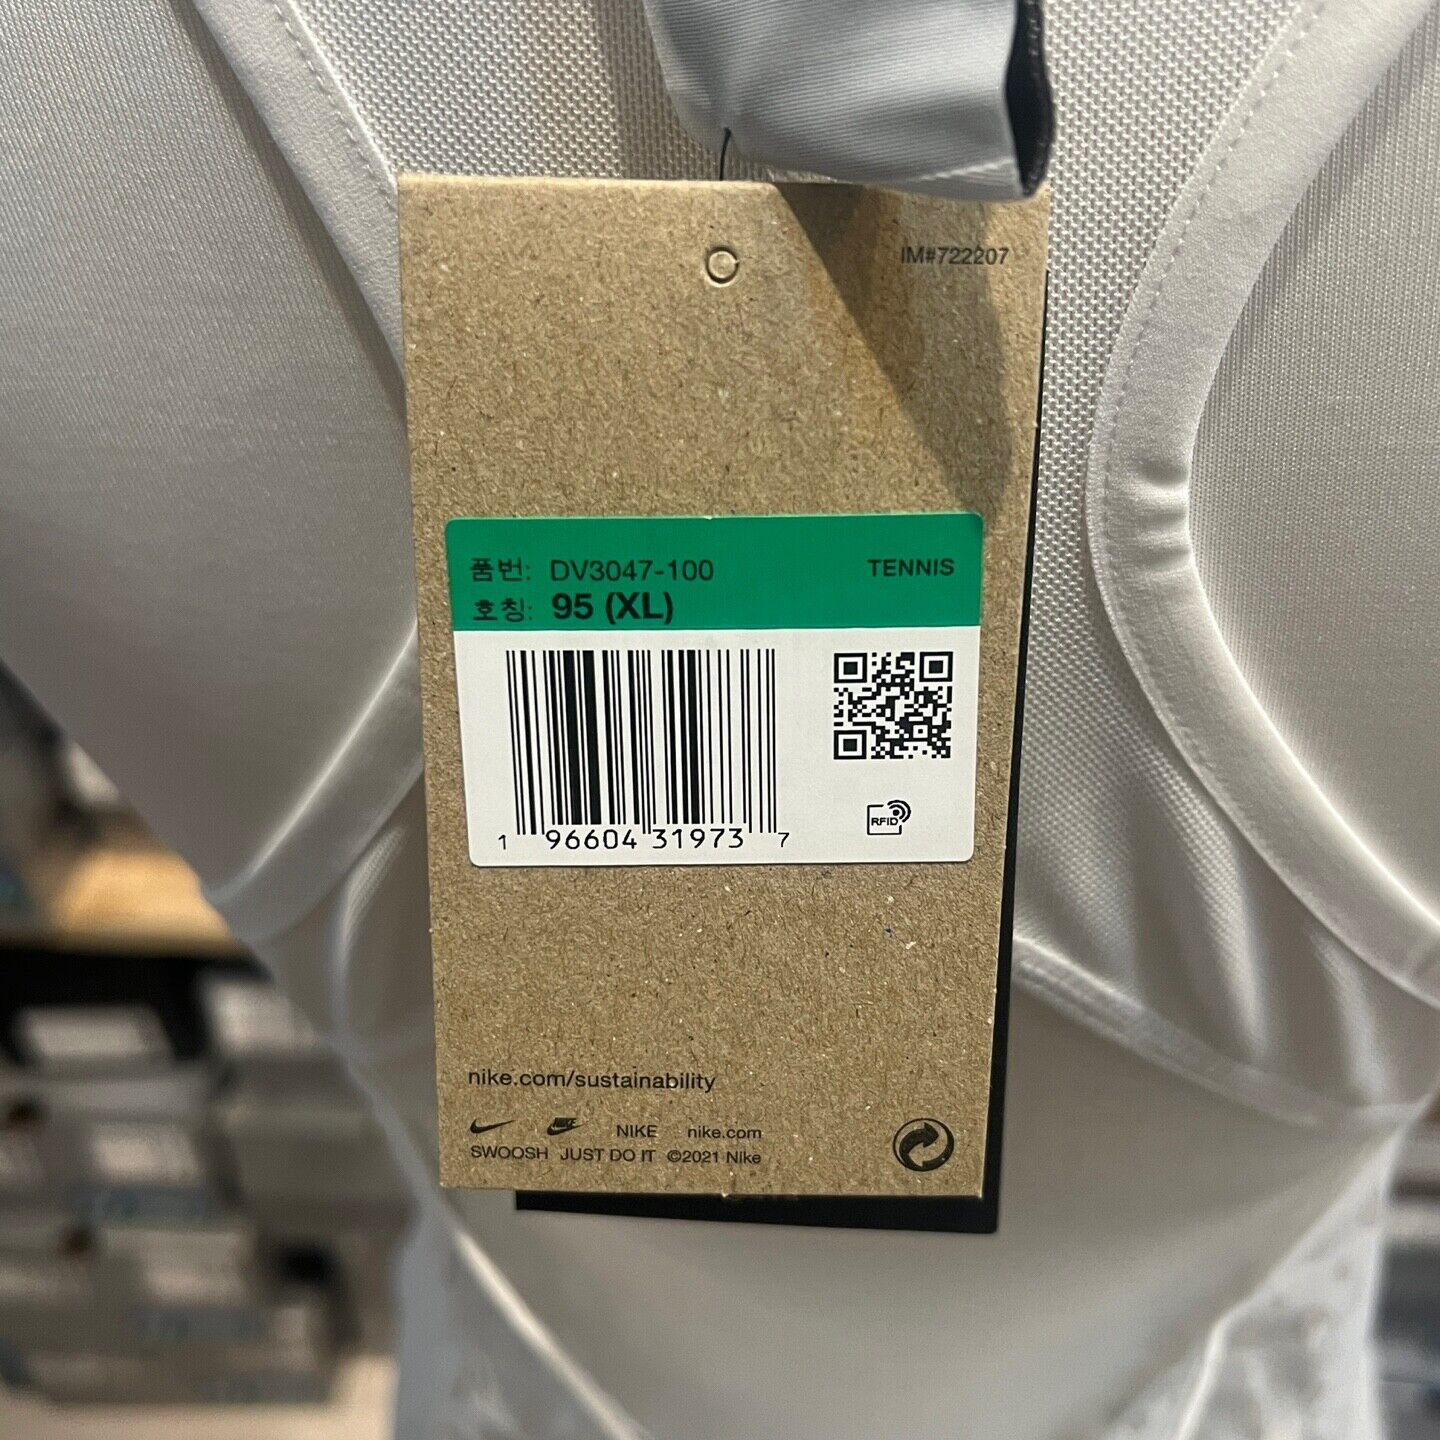 IM#722207
품번: DV3047-100 TENNIS
호칭: 95 (XL)
1 96604 31973 7
RFID
nike.com/sustainability
NIKE NIKE nike.com
SWOOSH JUST DO IT ©2021 Nike